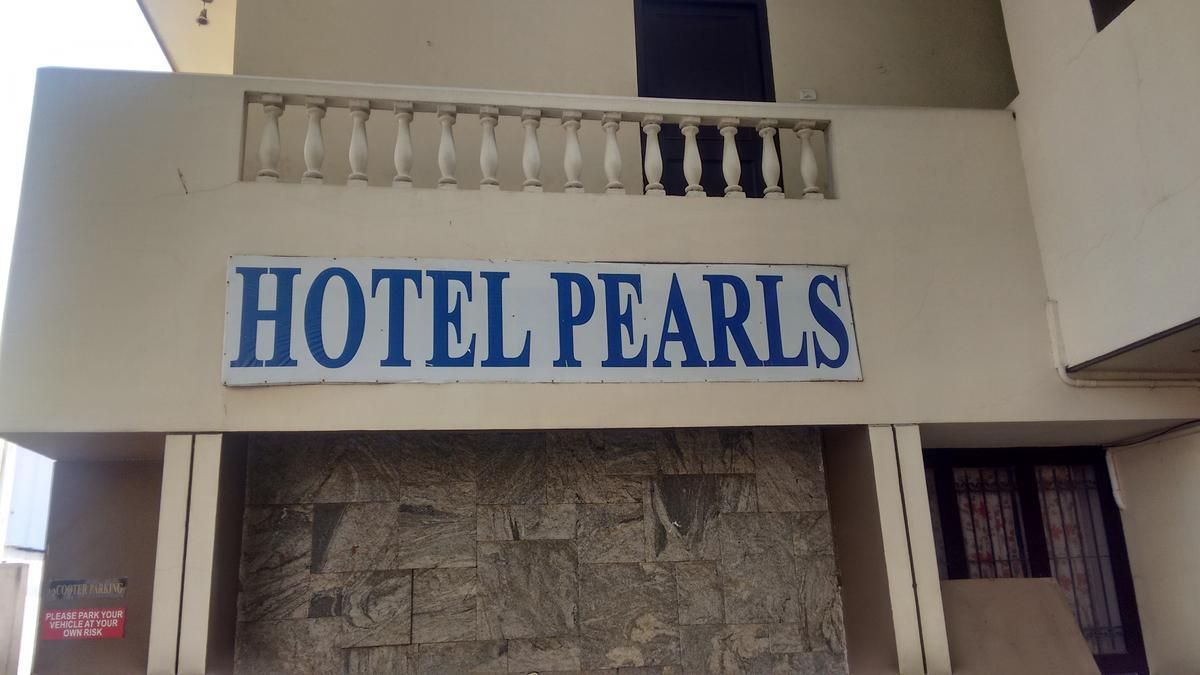 HOTEL PEARLS
SCOOTER PARKING
PLEASE PARK YOUR
VEHICLE AT YOUR
OWN RISK